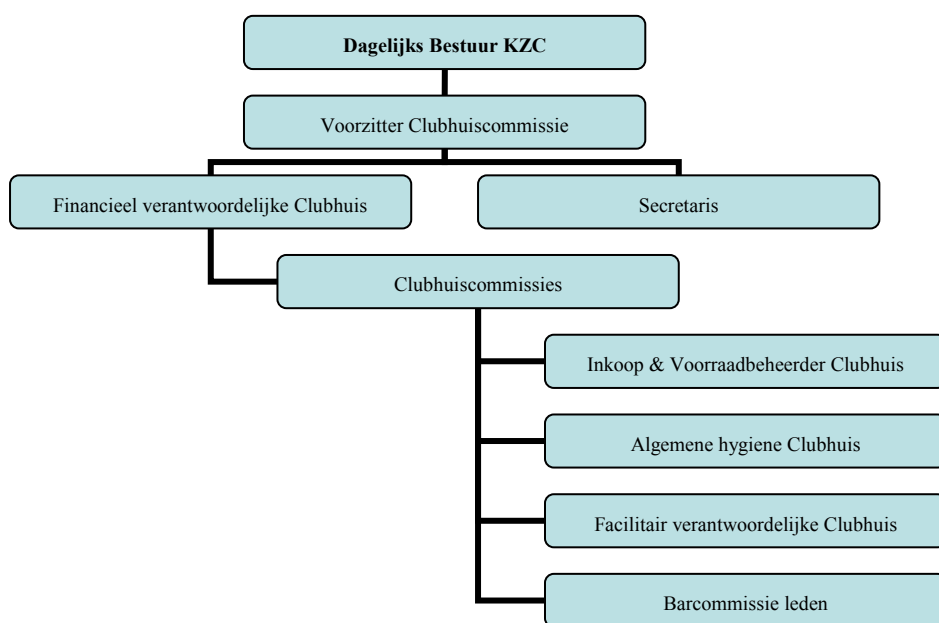 Dagelijks Bestuur KZC
Voorzitter Clubhuiscommissie
Financieel verantwoordelijke Clubhuis
Secretaris
Clubhuiscommissies
Inkoop & Voorraadbeheerder Clubhuis
Algemene hygiene Clubhuis
Facilitair verantwoordelijke Clubhuis
Barcommissie leden